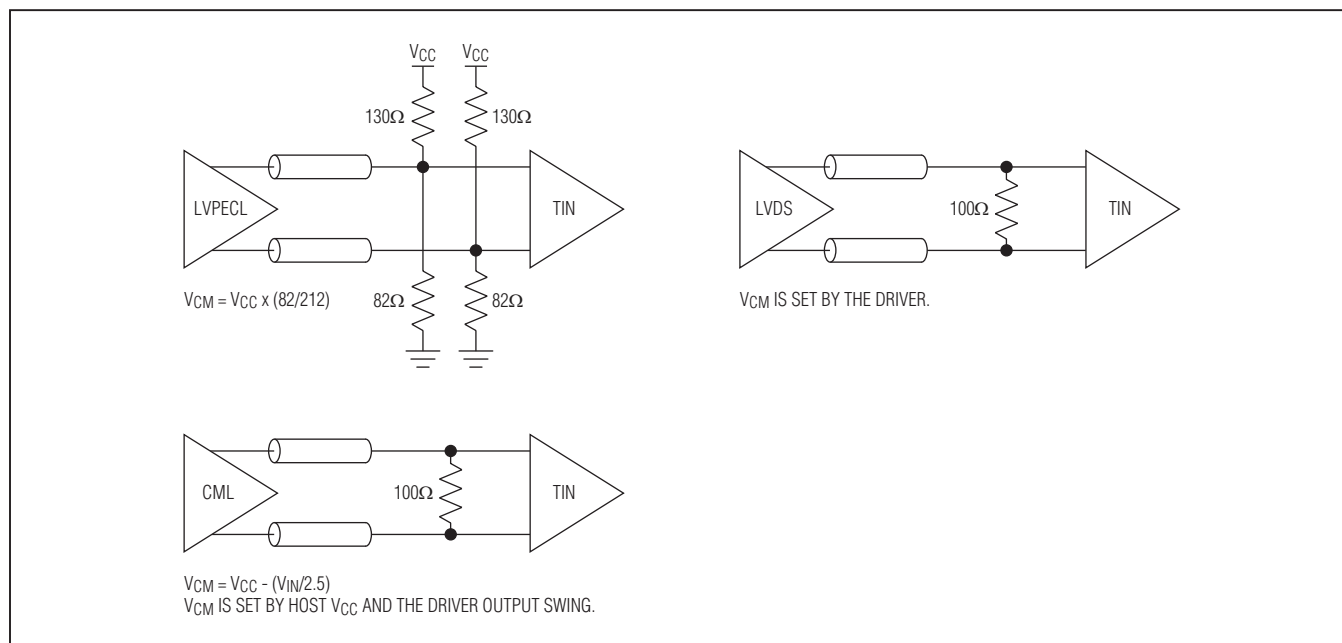 VCC VCC
130Ω 130Ω
LVPECL TIN
82Ω 82Ω
VCM = VCC x (82/212)
LVDS 100Ω TIN
VCM IS SET BY THE DRIVER.
CML 100Ω TIN
VCM = VCC - (VIN/2.5)
VCM IS SET BY HOST VCC AND THE DRIVER OUTPUT SWING.